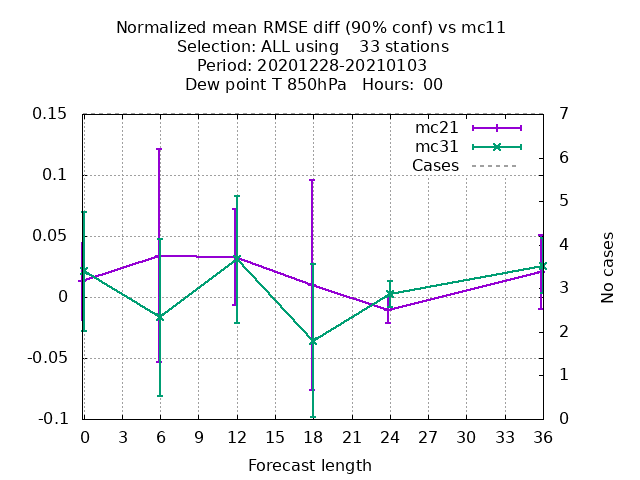 Normalized mean RMSE diff (90% conf) vs mc11
Selection: ALL using    33 stations
Period: 20201228-20210103
Dew point T 850hPa   Hours:  00
0.15
0.1
0.05
0
-0.05
-0.1
7
6
5
4
3
2
1
0
mc21
mc31
Cases
No cases
0 3 6 9 12 15 18 21 24 27 30 33 36
Forecast length